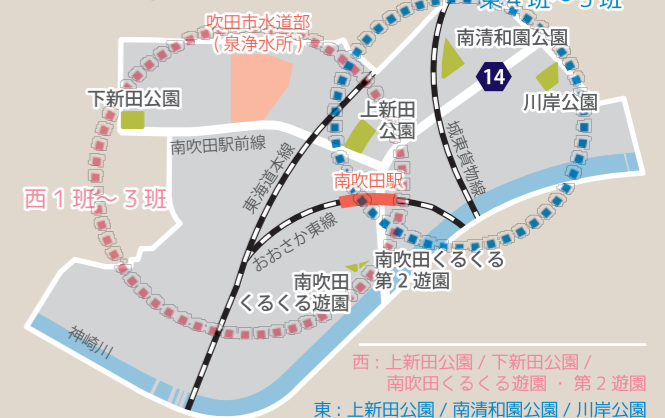 東４班～５班
吹田市水道部
(泉浄水所)
南清和園公園
14
下新田公園
川岸公園
上新田
公園
南吹田駅前線
東海道本線
城東貨物線
西１班～３班
南吹田駅
おおさか東線
南吹田くるくる
第２遊園
南吹田
くるくる遊園
神崎川
西：上新田公園 / 下新田公園 /
南吹田くるくる遊園 ・ 第２遊園
東：上新田公園 / 南清和園公園 / 川岸公園